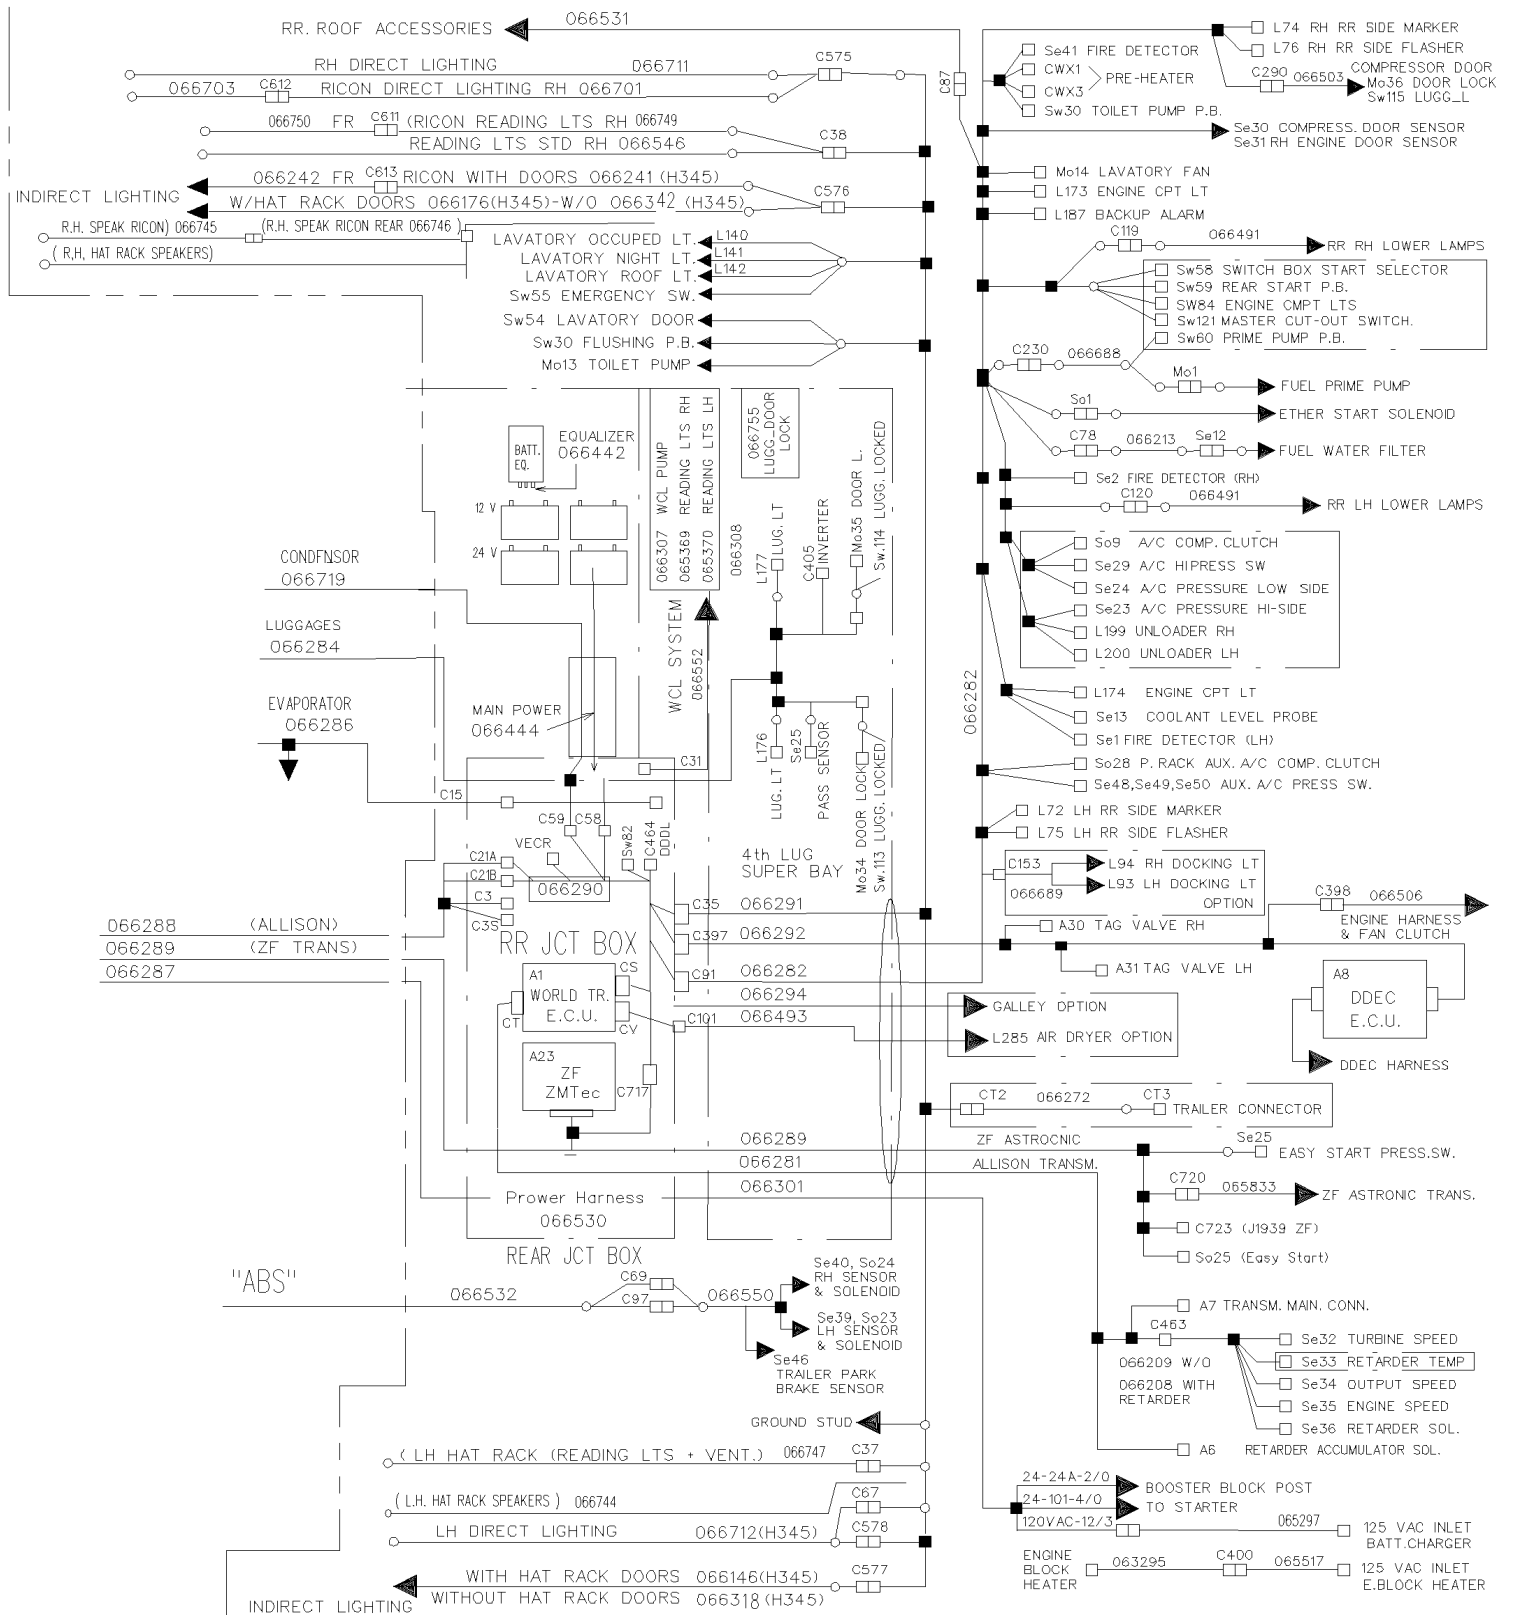 RR. ROOF ACCESSORIES
066531
RH DIRECT LIGHTING
066711
C575
066703
C612
RICON DIRECT LIGHTING RH 066701
066750 FR
C611
(RICON READING LTS RH 066749
READING LTS STD RH 066546
C38
066242 FR
C613
RICON WITH DOORS 066241 (H345)
INDIRECT LIGHTING
W/HAT RACK DOORS 066176(H345)-W/O 066342 (H345)
C576
R.H. SPEAK RICON) 066745
(R.H. SPEAK RICON REAR 066746 )
( R,H, HAT RACK SPEAKERS)
LAVATORY OCCUPED LT.
L140
LAVATORY NIGHT LT.
L141
LAVATORY ROOF LT.
L142
Sw55 EMERGENCY SW.
Sw54 LAVATORY DOOR
Sw30 FLUSHING P.B.
Mo13 TOILET PUMP
C87
L74 RH RR SIDE MARKER
L76 RH RR SIDE FLASHER
C290
066503
COMPRESSOR DOOR
Mo36 DOOR LOCK
Sw115 LUGG_L
Se41 FIRE DETECTOR
CWX1
PRE-HEATER
CWX3
Sw30 TOILET PUMP P.B.
Se30 COMPRESS. DOOR SENSOR
Se31 RH ENGINE DOOR SENSOR
Mo14 LAVATORY FAN
L173 ENGINE CPT LT
L187 BACKUP ALARM
C119
066491
RR RH LOWER LAMPS
Sw58 SWITCH BOX START SELECTOR
Sw59 REAR START P.B.
SW84 ENGINE CMPT LTS
Sw121 MASTER CUT-OUT SWITCH.
Sw60 PRIME PUMP P.B.
C230
066688
Mo1
FUEL PRIME PUMP
So1
ETHER START SOLENOID
C78
066213
Se12
FUEL WATER FILTER
Se2 FIRE DETECTOR (RH)
C120
066491
RR LH LOWER LAMPS
So9 A/C COMP. CLUTCH
Se29 A/C HIPRESS SW
Se24 A/C PRESSURE LOW SIDE
Se23 A/C PRESSURE HI-SIDE
L199 UNLOADER RH
L200 UNLOADER LH
066282
L174 ENGINE CPT LT
Se13 COOLANT LEVEL PROBE
Se1 FIRE DETECTOR (LH)
So28 P.RACK AUX. A/C COMP. CLUTCH
Se48,Se49,Se50 AUX. A/C PRESS SW.
L72 LH RR SIDE MARKER
L75 LH RR SIDE FLASHER
C153
066689
L94 RH DOCKING LT
L93 LH DOCKING LT
OPTION
BATT.
EQ.
EQUALIZER
066442
12 V
24 V
066307 WCL PUMP
065369 READING LTS RH
065370 READING LTS LH
066308
066755
LUGG_DOOR
LOCK
L177
LUG. LT
C405
INVERTER
Mo35 DOOR L.
Sw.114 LUGG. LOCKED
WCL SYSTEM
066552
CONDFNSOR
066719
LUGGAGES
066284
EVAPORATOR
066286
MAIN POWER
066444
L176
LUG. LT
Se25
PASS SENSOR
Mo34 DOOR LOCK
Sw.113 LUGG. LOCKED
C31
C15
C59
C58
Sw82
C464
DDDL
VECR
C21A
C21B
066290
C3
C3S
4th LUG
SUPER BAY
066288
(ALLISON)
066289
(ZF TRANS)
066287
RR JCT BOX
C35
066291
C397
066292
C91
066282
066294
C101
066493
A1
WORLD TR.
E.C.U.
CS
CV
CT
A23
ZF
ZMTec
C717
A30 TAG VALVE RH
A31 TAG VALVE LH
C398
066506
ENGINE HARNESS
& FAN CLUTCH
A8
DDEC
E.C.U.
DDEC HARNESS
GALLEY OPTION
L285 AIR DRYER OPTION
CT2
066272
CT3
TRAILER CONNECTOR
066289
ZF ASTROCNIC
066281
ALLISON TRANSM.
066301
Se25
EASY START PRESS.SW.
C720
065833
ZF ASTRONIC TRANS.
C723 (J1939 ZF)
So25 (Easy Start)
Prower Harness
066530
REAR JCT BOX
"ABS"
066532
C69
C97
066550
Se40, So24
RH SENSOR
& SOLENOID
Se39, So23
LH SENSOR
& SOLENOID
Se46
TRAILER PARK
BRAKE SENSOR
A7 TRANSM. MAIN. CONN.
C463
066209 W/O
066208 WITH
RETARDER
Se32 TURBINE SPEED
Se33 RETARDER TEMP
Se34 OUTPUT SPEED
Se35 ENGINE SPEED
Se36 RETARDER SOL.
A6 RETARDER ACCUMULATOR SOL.
GROUND STUD
( LH HAT RACK (READING LTS + VENT.) 066747
C37
( L.H. HAT RACK SPEAKERS ) 066744
C67
LH DIRECT LIGHTING
066712(H345)
C578
WITH HAT RACK DOORS 066146(H345)
C577
WITHOUT HAT RACK DOORS 066318 (H345)
INDIRECT LIGHTING
24-24A-2/0
BOOSTER BLOCK POST
24-101-4/0
TO STARTER
120VAC-12/3
065297
125 VAC INLET
BATT.CHARGER
ENGINE
BLOCK
HEATER
063295
C400
065517
125 VAC INLET
E.BLOCK HEATER